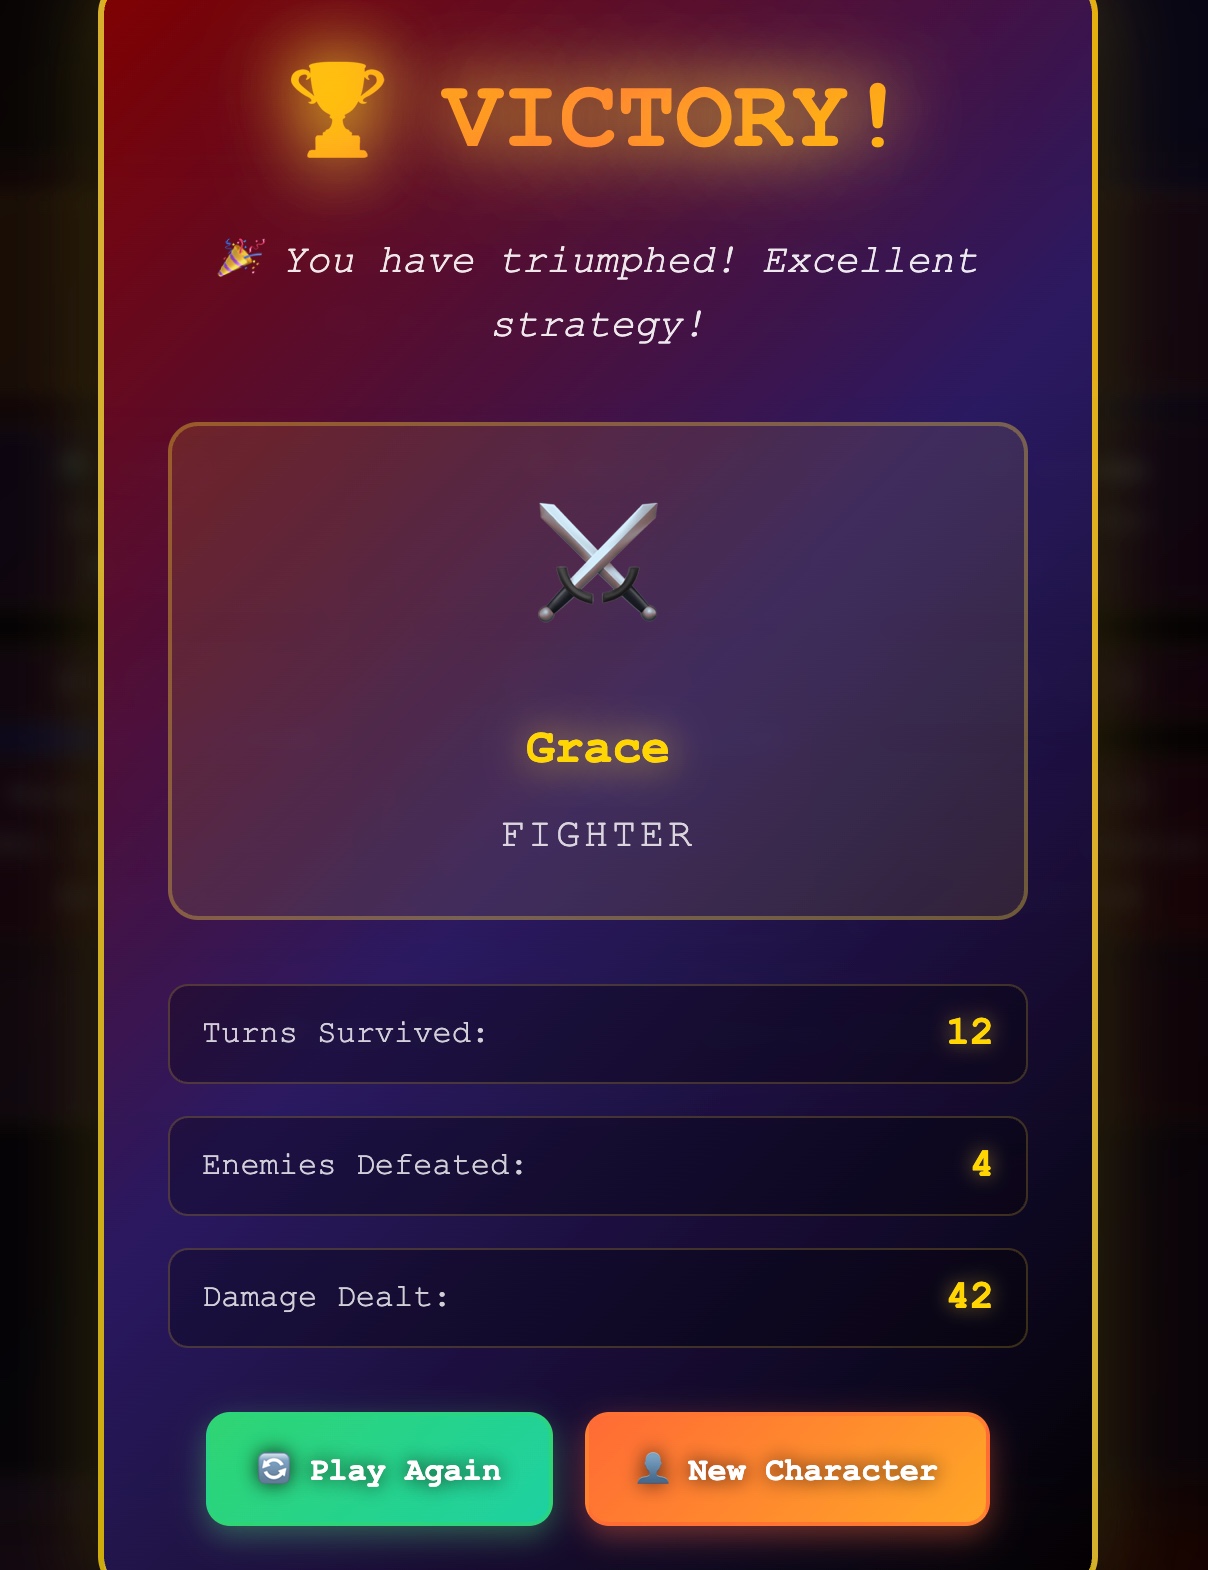 VICTORY!
You have triumphed! Excellent
strategy!
Grace
FIGHTER
Turns Survived: 12
Enemies Defeated: 4
Damage Dealt: 42
Play Again
New Character